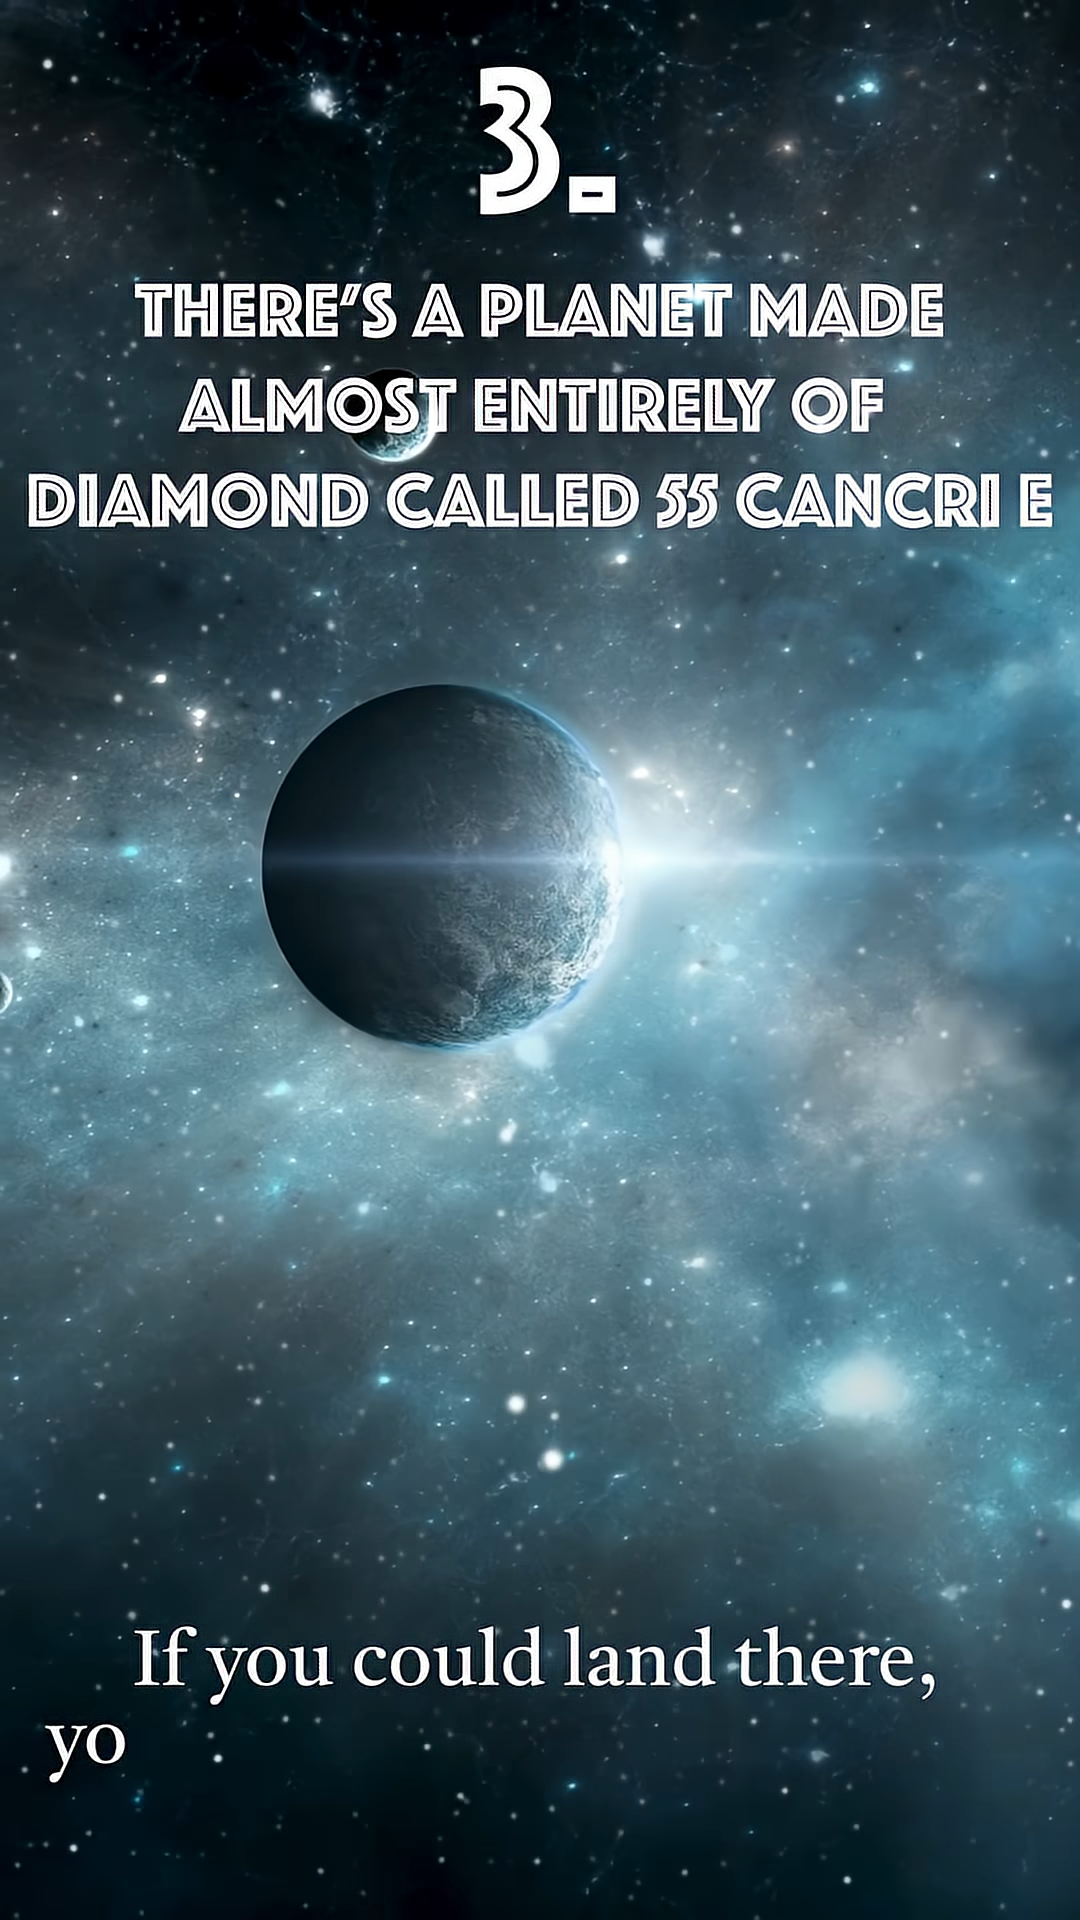 3.
THERE'S A PLANET MADE
ALMOST ENTIRELY OF
DIAMOND CALLED 55 CANCRI E
If you could land there,
yo